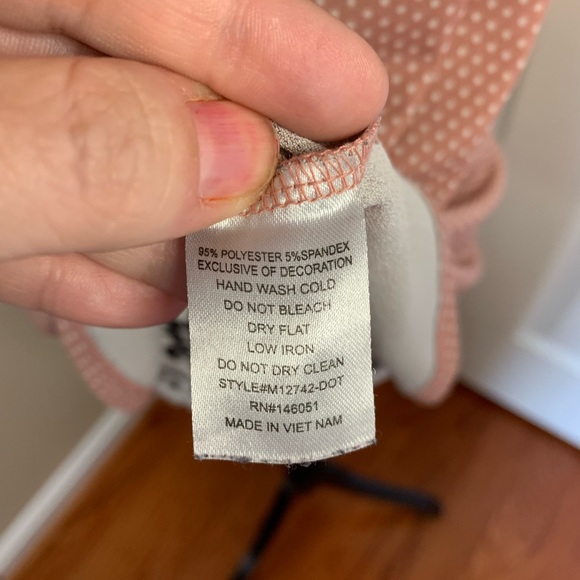 95% POLYESTER 5%SPANDEX
EXCLUSIVE OF DECORATION
HAND WASH COLD
DO NOT BLEACH
DRY FLAT
LOW IRON
DO NOT DRY CLEAN
STYLE#M12742-DOT
RN#146051
MADE IN VIET NAM